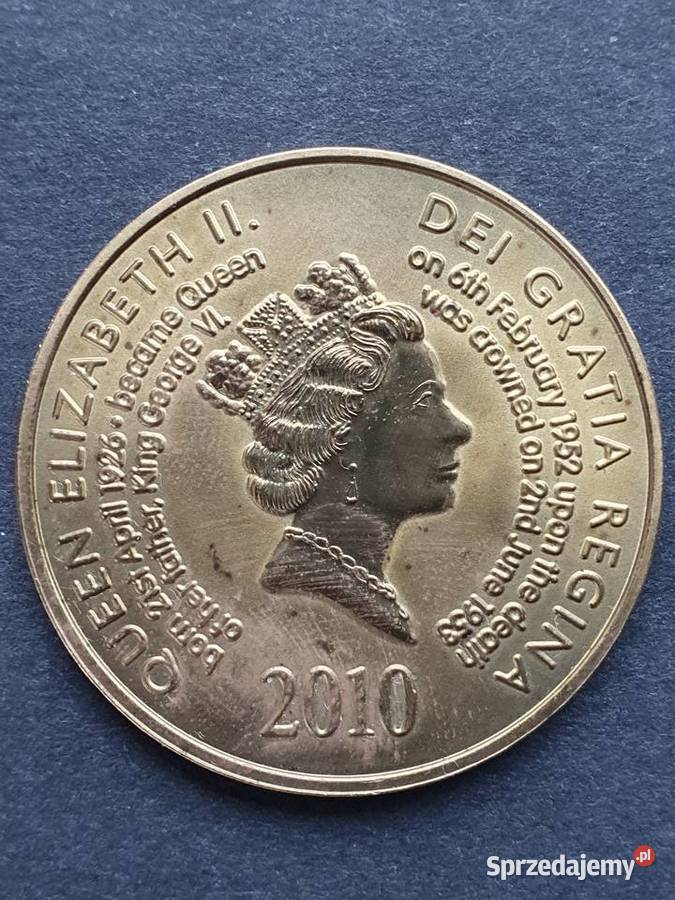 QUEEN ELIZABETH II. DEI GRATIA REGINA
born 21st April 1926 • became Queen on 6th February 1952 upon the death
of her father, King George VI. was crowned on 2nd June 1953
2010
Sprzedajemy.pl